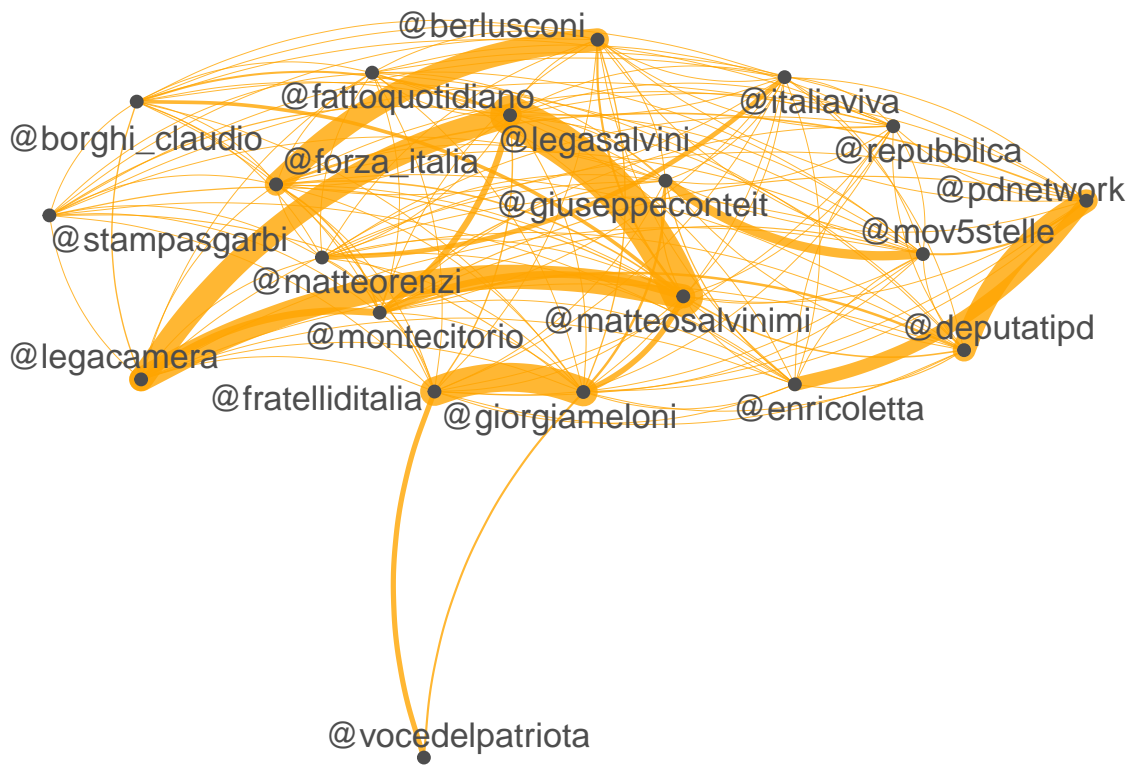 @berlusconi
@fattoquotidiano
@italiaviva
@borghi_claudio
@legasalvini
@repubblica
@forza_italia
@pdnetwork
@giuseppeconteit
@stampasgarbi
@mov5stelle
@matteorenzi
@matteosalvinimi
@deputatipd
@montecitorio
@legacamera
@fratelliditalia
@enricoletta
@giorgiameloni
@vocedelpatriota